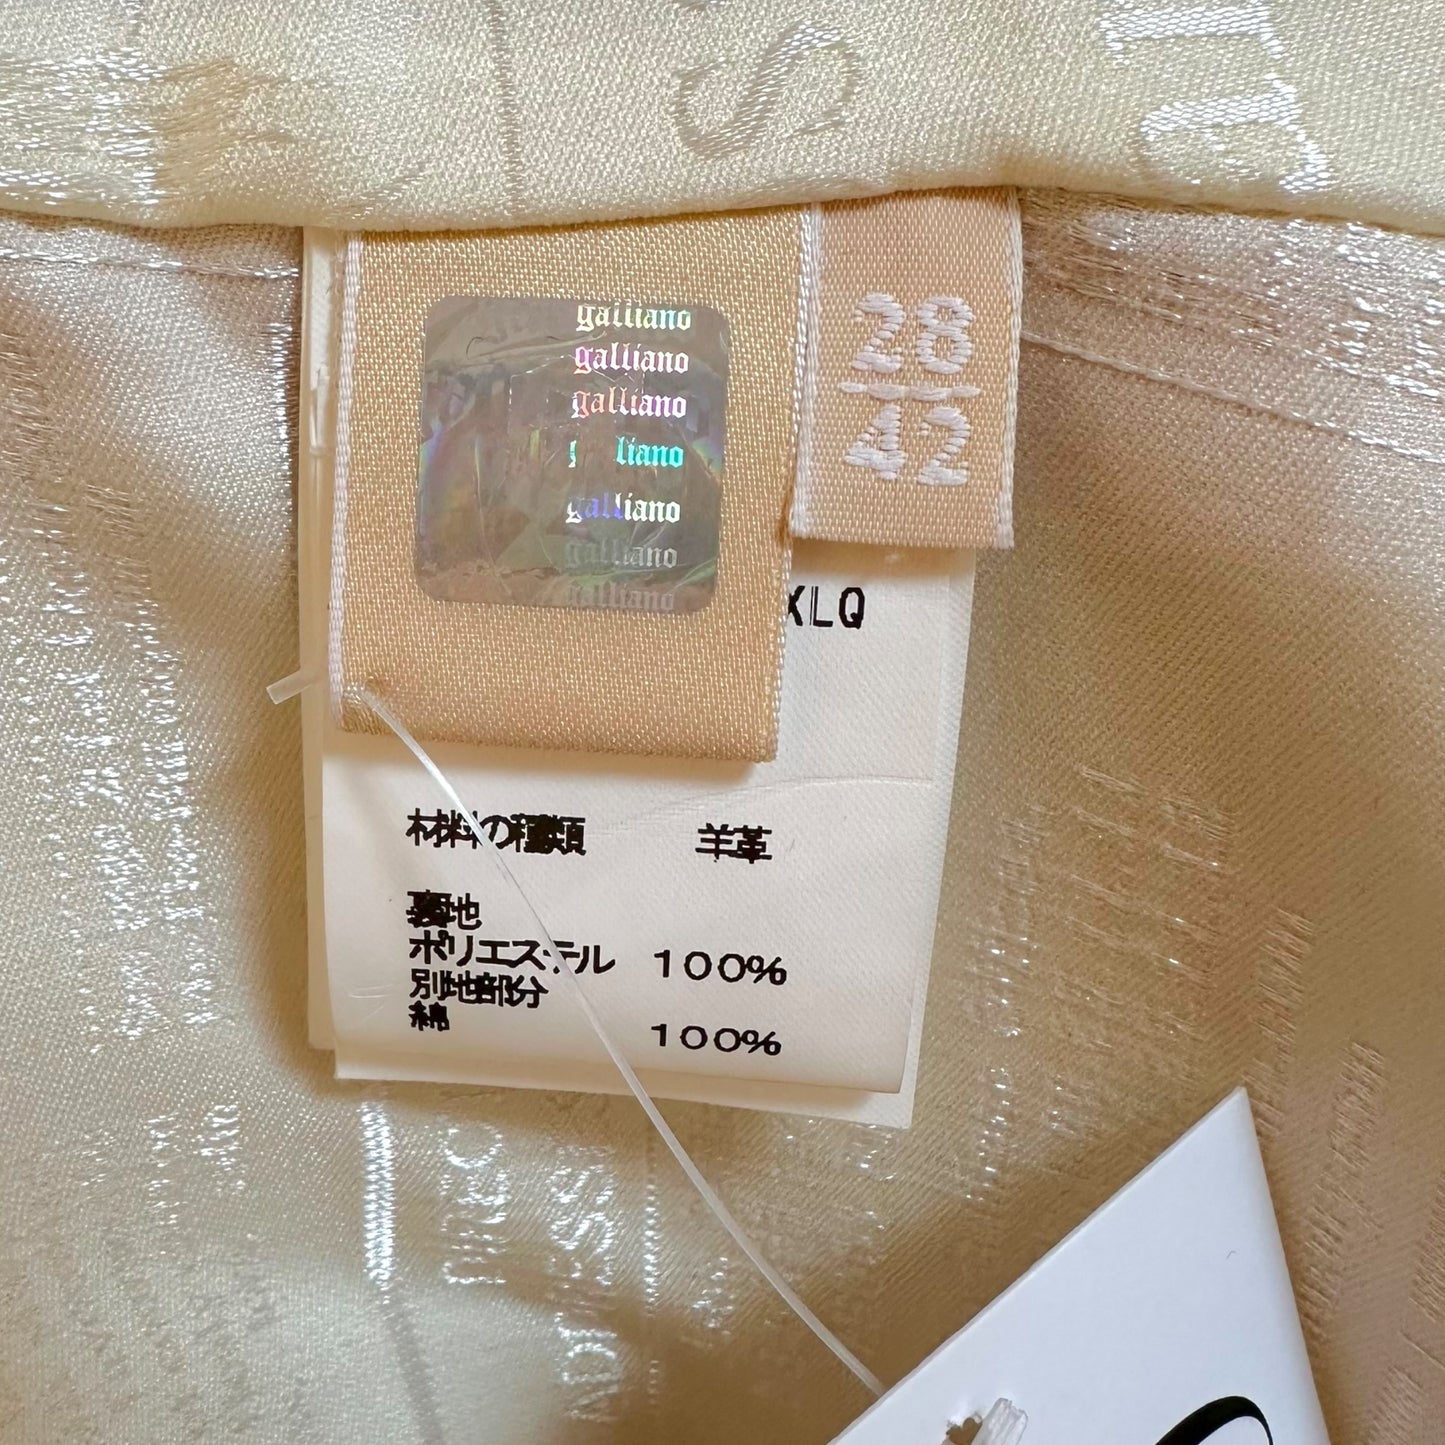 galliano
galliano
galliano
liano
galliano
galliano
galliano
28
42
XLQ
材料の種類 羊革
裏地
ポリエステル 100%
別地部分
綿 100%